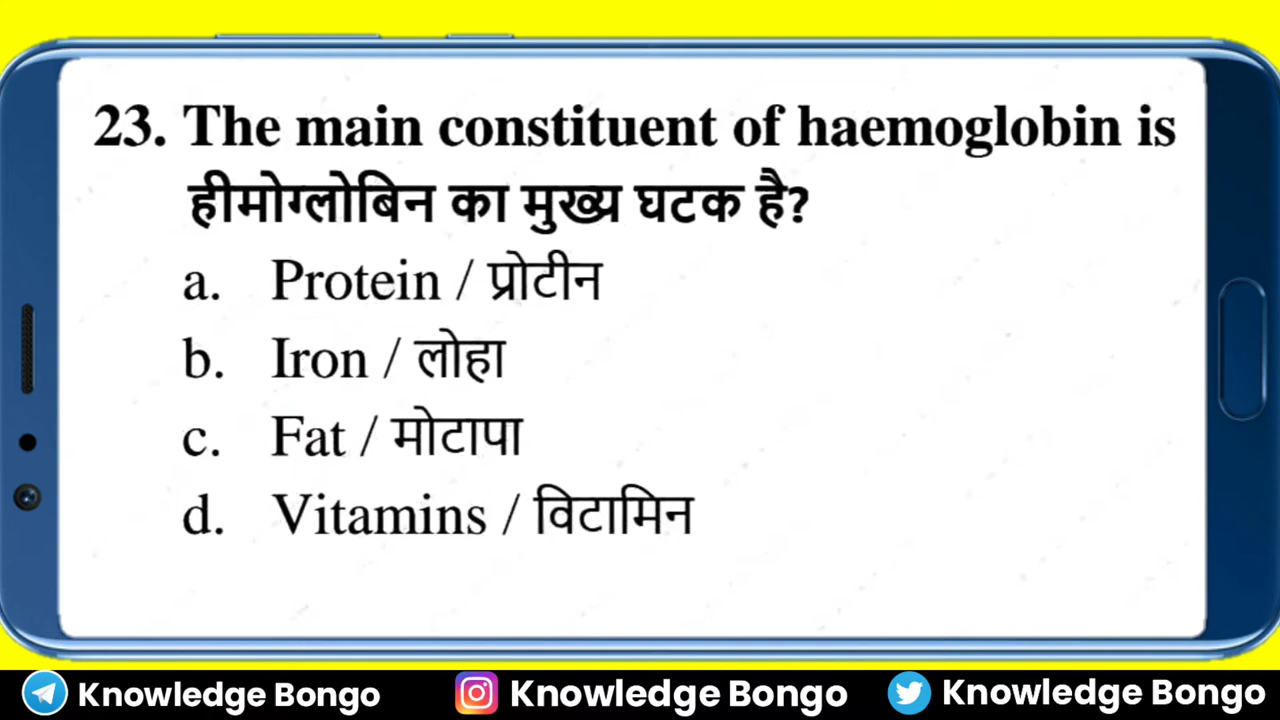 23. The main constituent of haemoglobin is
हीमोग्लोबिन का मुख्य घटक है?
a. Protein / प्रोटीन
b. Iron / लोहा
c. Fat / मोटापा
d. Vitamins / विटामिन
Knowledge Bongo Knowledge Bongo Knowledge Bongo